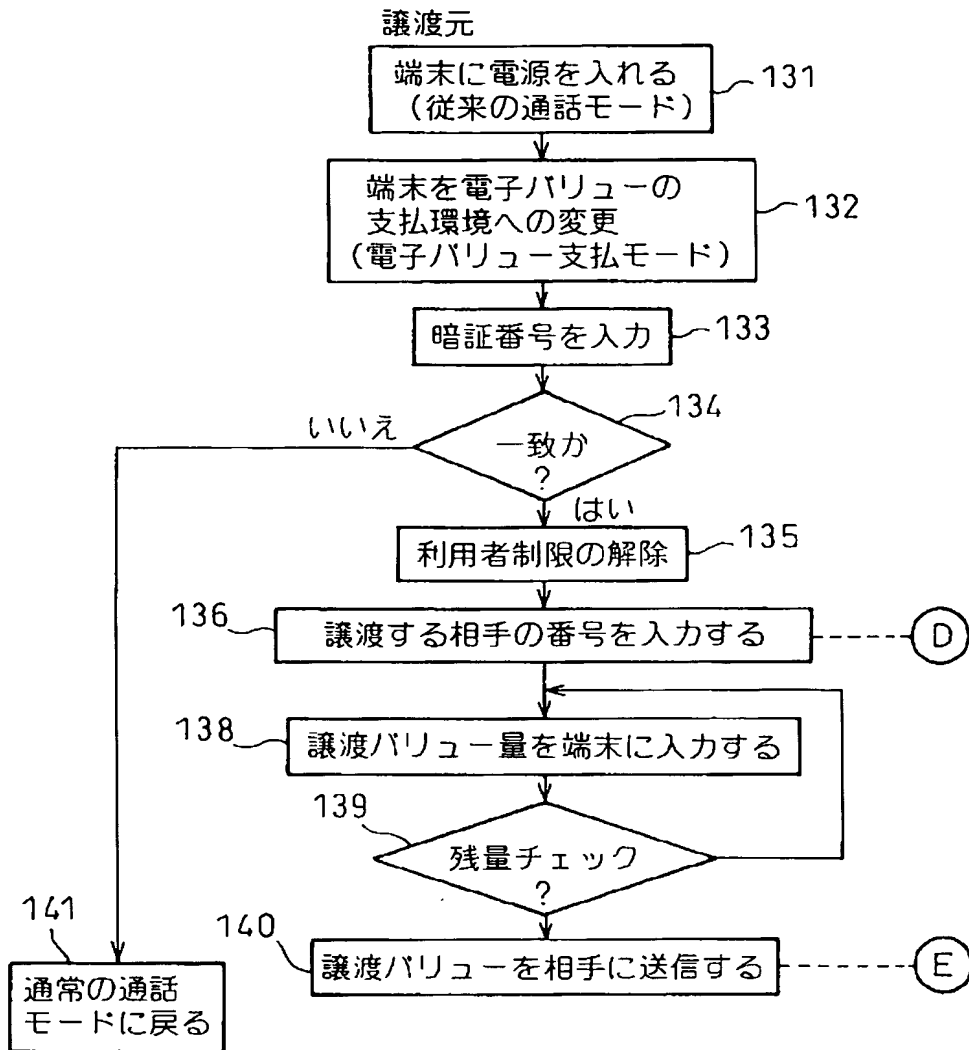 譲渡元
端末に電源を入れる
(従来の通話モード)
131
端末を電子バリューの
支払環境への変更
(電子バリュー支払モード)
132
暗証番号を入力
133
134
いいえ
一致か
?
はい
利用者制限の解除
135
136
譲渡する相手の番号を入力する
D
138
譲渡バリュー量を端末に入力する
139
残量チェック
?
141
140
通常の通話
モードに戻る
譲渡バリューを相手に送信する
E